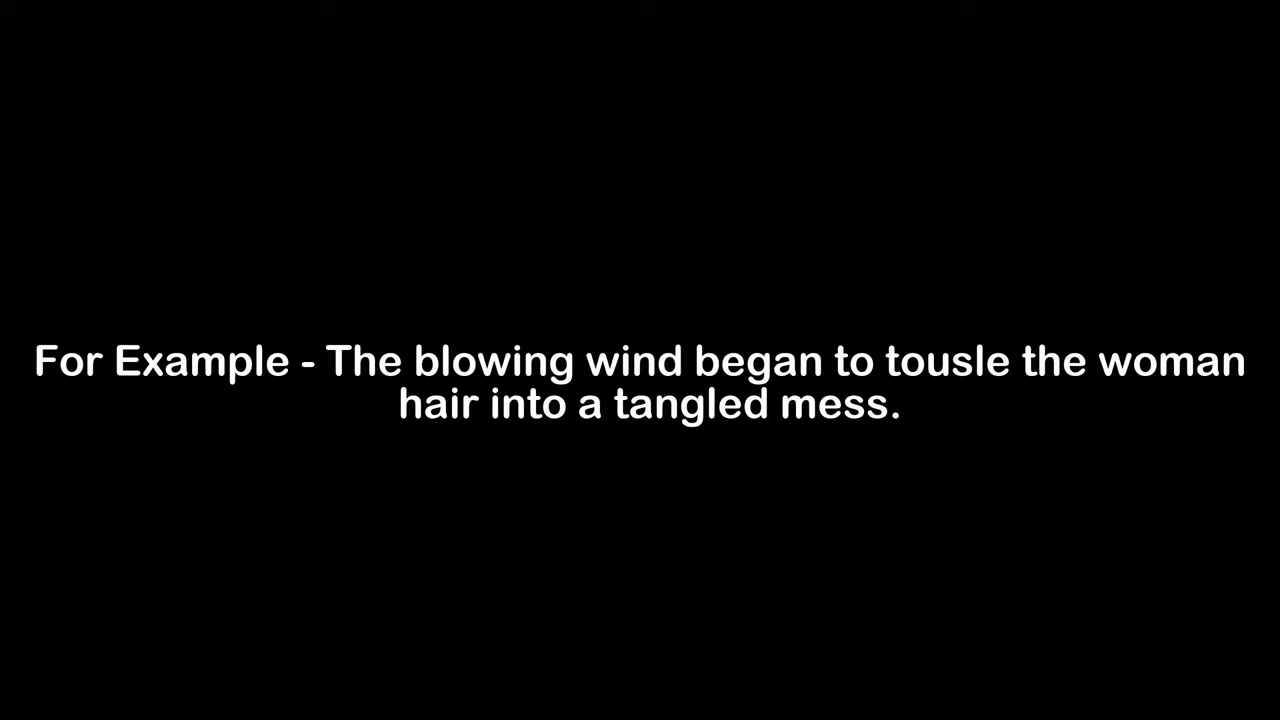 For Example - The blowing wind began to tousle the woman
hair into a tangled mess.